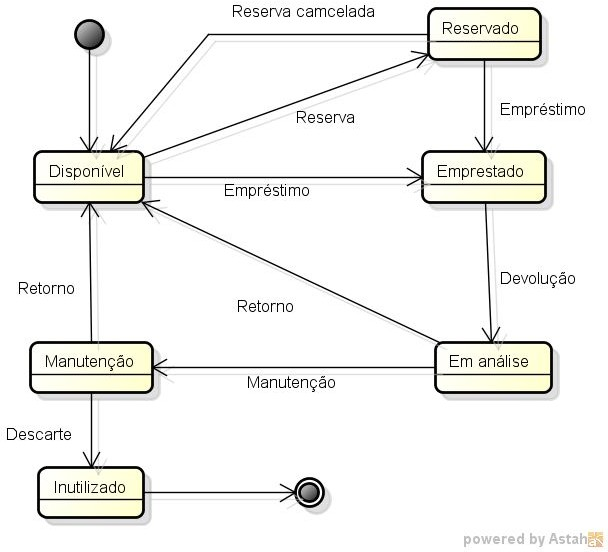 Reserva camcelada
Reservado
Reserva
Empréstimo
Disponível
Empréstimo
Emprestado
Retorno
Retorno
Devolução
Manutenção
Manutenção
Em análise
Descarte
Inutilizado
powered by Astah